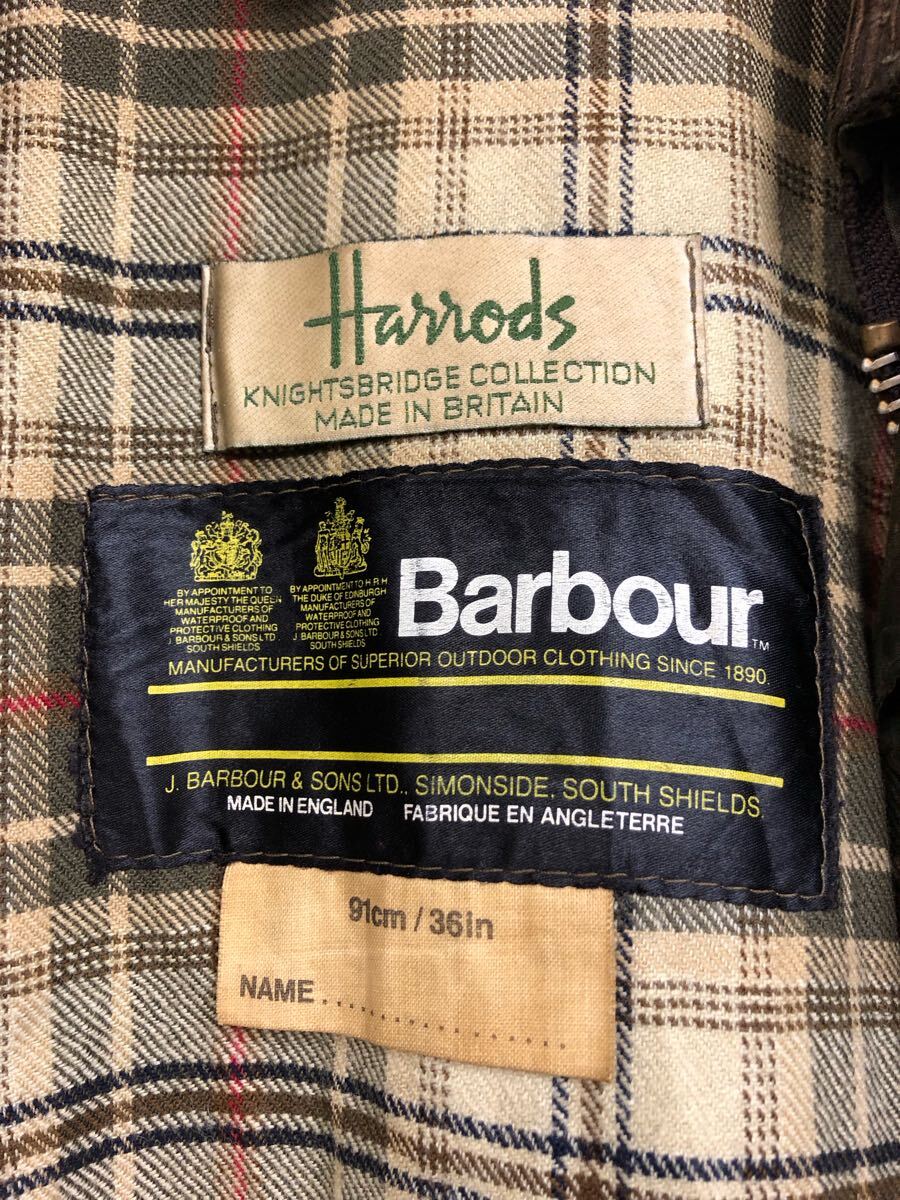 Harrods
KNIGHTSBRIDGE COLLECTION
MADE IN BRITAIN
BY APPOINTMENT TO
HER MAJESTY THE QUEEN
MANUFACTURERS OF
WATERPROOF AND
PROTECTIVE CLOTHING
J. BARBOUR & SONS LTD.
SOUTH SHIELDS
BY APPOINTMENT TO H.R.H.
THE DUKE OF EDINBURGH
MANUFACTURERS OF
WATERPROOF AND
PROTECTIVE CLOTHING
J. BARBOUR & SONS LTD
SOUTH SHIELDS
Barbour™
MANUFACTURERS OF SUPERIOR OUTDOOR CLOTHING SINCE 1890.
J. BARBOUR & SONS LTD., SIMONSIDE, SOUTH SHIELDS.
MADE IN ENGLAND FABRIQUE EN ANGLETERRE
91cm / 36in
NAME....................